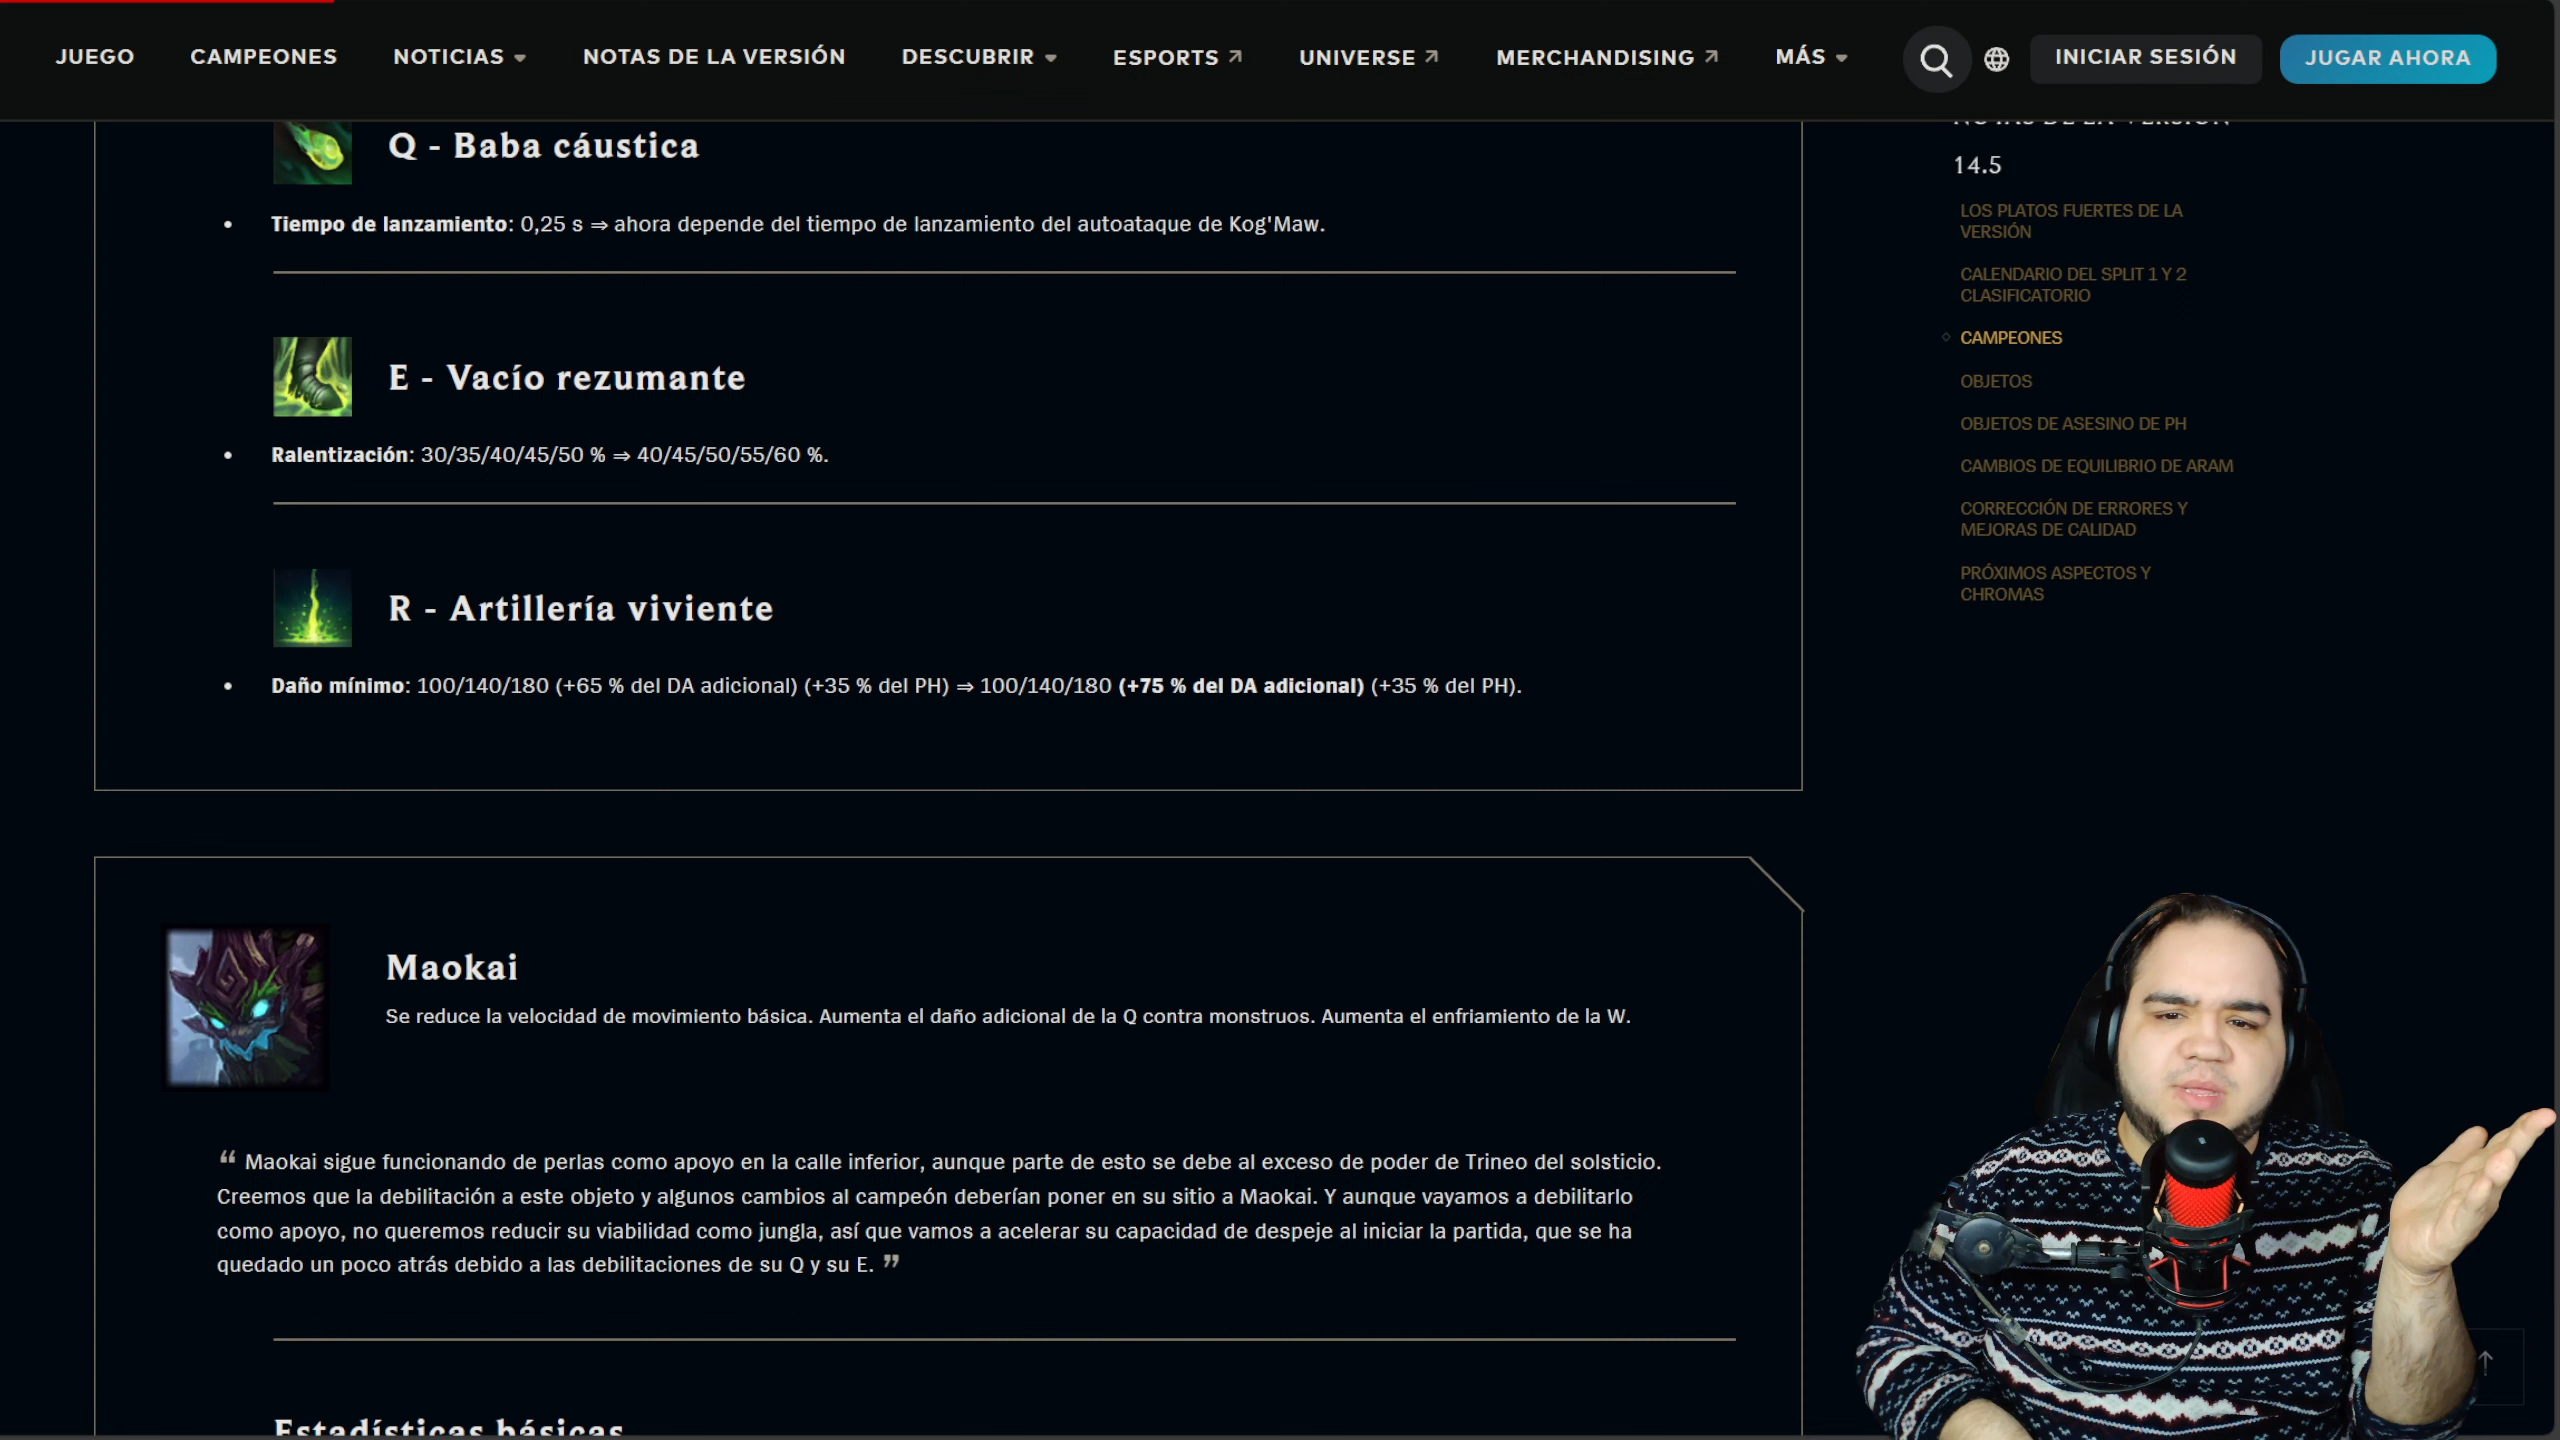 JUEGO CAMPEONES NOTICIAS NOTAS DE LA VERSIÓN DESCUBRIR ESPORTS UNIVERSE MERCHANDISING MÁS INICIAR SESIÓN JUGAR AHORA
Q - Baba cáustica
• Tiempo de lanzamiento: 0,25 s ⇒ ahora depende del tiempo de lanzamiento del autoataque de Kog'Maw.
E - Vacío rezumante
• Ralentización: 30/35/40/45/50 % ⇒ 40/45/50/55/60 %.
R - Artillería viviente
• Daño mínimo: 100/140/180 (+65 % del DA adicional) (+35 % del PH) ⇒ 100/140/180 (+75 % del DA adicional) (+35 % del PH).
Maokai
Se reduce la velocidad de movimiento básica. Aumenta el daño adicional de la Q contra monstruos. Aumenta el enfriamiento de la W.
“ Maokai sigue funcionando de perlas como apoyo en la calle inferior, aunque parte de esto se debe al exceso de poder de Trineo del solsticio.
Creemos que la debilitación a este objeto y algunos cambios al campeón deberían poner en su sitio a Maokai. Y aunque vayamos a debilitarlo
como apoyo, no queremos reducir su viabilidad como jungla, así que vamos a acelerar su capacidad de despeje al iniciar la partida, que se ha
quedado un poco atrás debido a las debilitaciones de su Q y su E. ”
Estadísticas básicas
NOTAS DE LA VERSIÓN
14.5
LOS PLATOS FUERTES DE LA
VERSIÓN
CALENDARIO DEL SPLIT 1 Y 2
CLASIFICATORIO
CAMPEONES
OBJETOS
OBJETOS DE ASESINO DE PH
CAMBIOS DE EQUILIBRIO DE ARAM
CORRECCIÓN DE ERRORES Y
MEJORAS DE CALIDAD
PRÓXIMOS ASPECTOS Y
CHROMAS